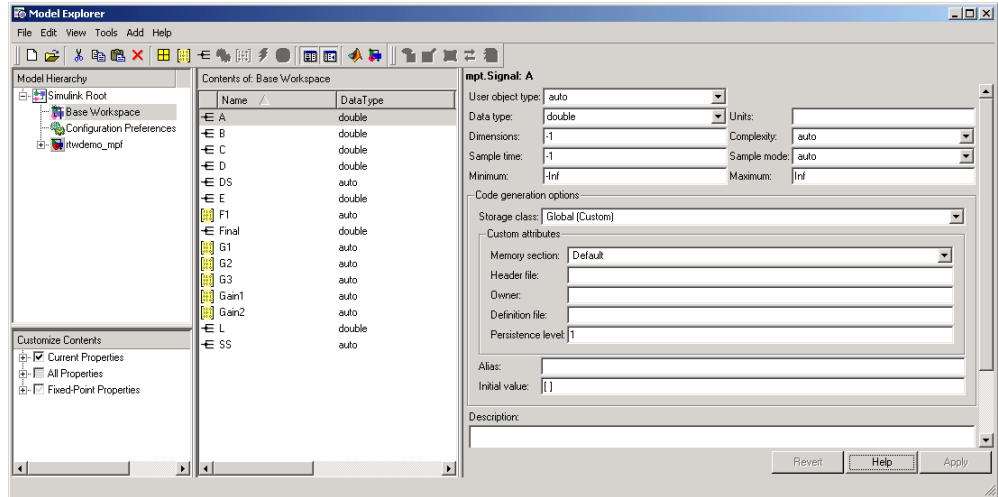 Model Explorer
File Edit View Tools Add Help
Model Hierarchy
Simulink Root
Base Workspace
Configuration Preferences
rtwdemo_mpf
Customize Contents
Current Properties
All Properties
Fixed-Point Properties
Contents of: Base Workspace
Name DataType
A double
B double
C double
D double
DS auto
E double
F1 auto
Final double
G1 auto
G2 auto
G3 auto
Gain1 auto
Gain2 auto
L double
SS auto
mpt.Signal: A
User object type: auto
Data type: double Units:
Dimensions: -1 Complexity: auto
Sample time: -1 Sample mode: auto
Minimum: -Inf Maximum: Inf
Code generation options
Storage class: Global (Custom)
Custom attributes
Memory section: Default
Header file:
Owner:
Definition file:
Persistence level: 1
Alias:
Initial value: [ ]
Description:
Revert Help Apply